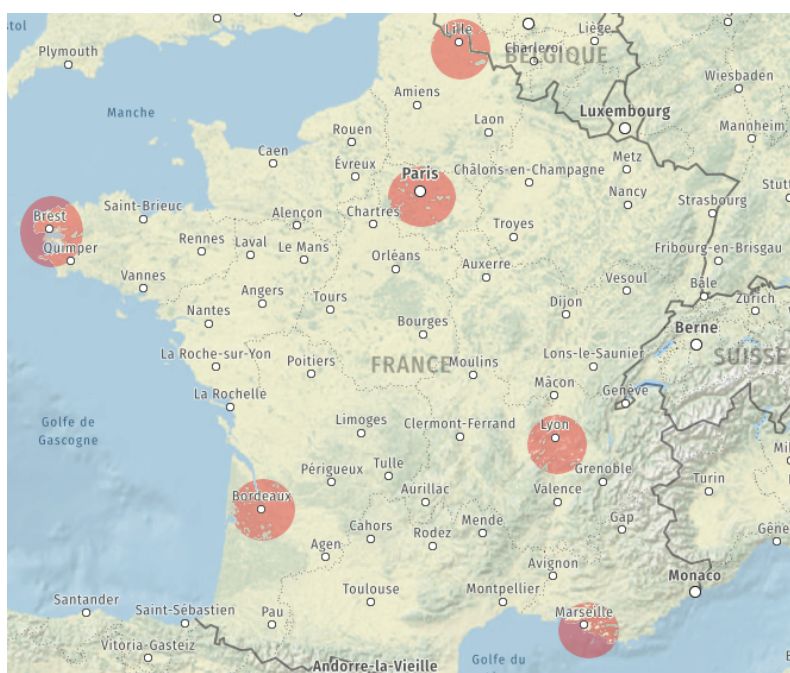 stol
Plymouth
Lille
Liège
Charleroi
BELGIQUE
Wiesbaden
Amiens
Manche
Luxembourg
Laon
Rouen
Mannheim
Caen
Évreux
Paris
Châlons-en-Champagne
Metz
Nancy
Stutt
Saint-Brieuc
Strasbourg
Brest
Alençon
Chartres
Troyes
Quimper
Rennes
Laval
Le Mans
Orléans
Fribourg-en-Brisgau
Vannes
Auxerre
Vesoul
Bâle
Angers
Tours
Zurich
Nantes
Dijon
Bourges
Berne
La Roche-sur-Yon
Poitiers
FRANCE
Moulins
Lons-le-Saunier
SUISSE
Mâcon
Genève
La Rochelle
Golfe de
Gascogne
Limoges
Clermont-Ferrand
Lyon
Mi
Périgueux
Tulle
Grenoble
Turin
Bordeaux
Aurillac
Valence
Cahors
Rodez
Mende
Gap
Gêne
Agen
Avignon
Toulouse
Montpellier
Monaco
Santander
Saint-Sébastien
Pau
Marseille
Vitoria-Gasteiz
Andorre-la-Vieille
Golfe du